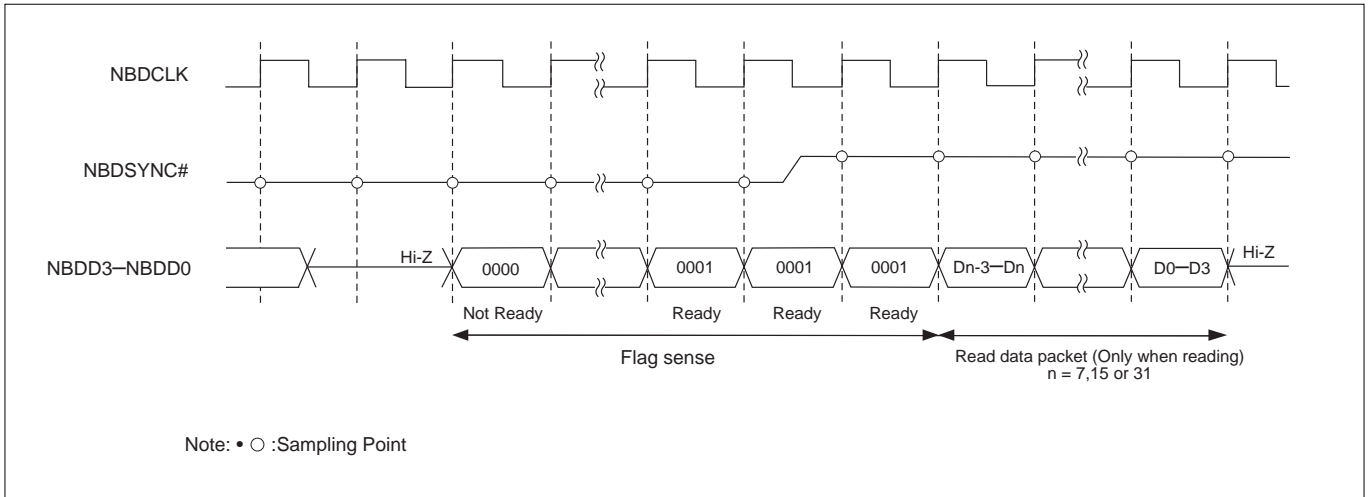 NBDCLK
NBDSYNC#
NBDD3—NBDD0
Hi-Z 0000 0001 0001 0001 Dn-3—Dn D0—D3 Hi-Z
Not Ready Ready Ready Ready
Flag sense
Read data packet (Only when reading)
n = 7,15 or 31
Note: • ○ :Sampling Point